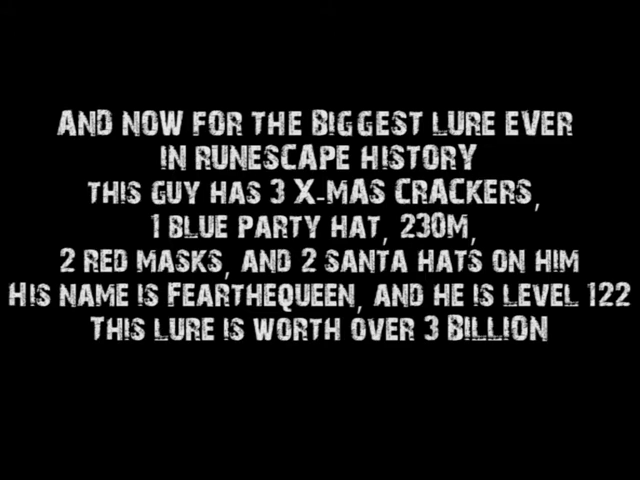 AND NOW FOR THE BIGGEST LURE EVER
IN RUNESCAPE HISTORY
THIS GUY HAS 3 X-MAS CRACKERS,
1 BLUE PARTY HAT, 230M,
2 RED MASKS, AND 2 SANTA HATS ON HIM
HIS NAME IS FEARTHEQUEEN, AND HE IS LEVEL 122
THIS LURE IS WORTH OVER 3 BILLION